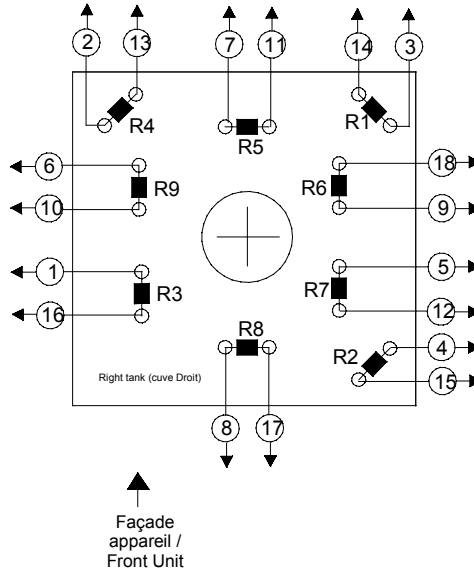 2 13 7 11 14 3
R4 R5 R1
6 R9 R6 18
10 9
1 R3 R7 5
16 12
R8 R2 4
Right tank (cuve Droit) 15
8 17
Façade
appareil /
Front Unit